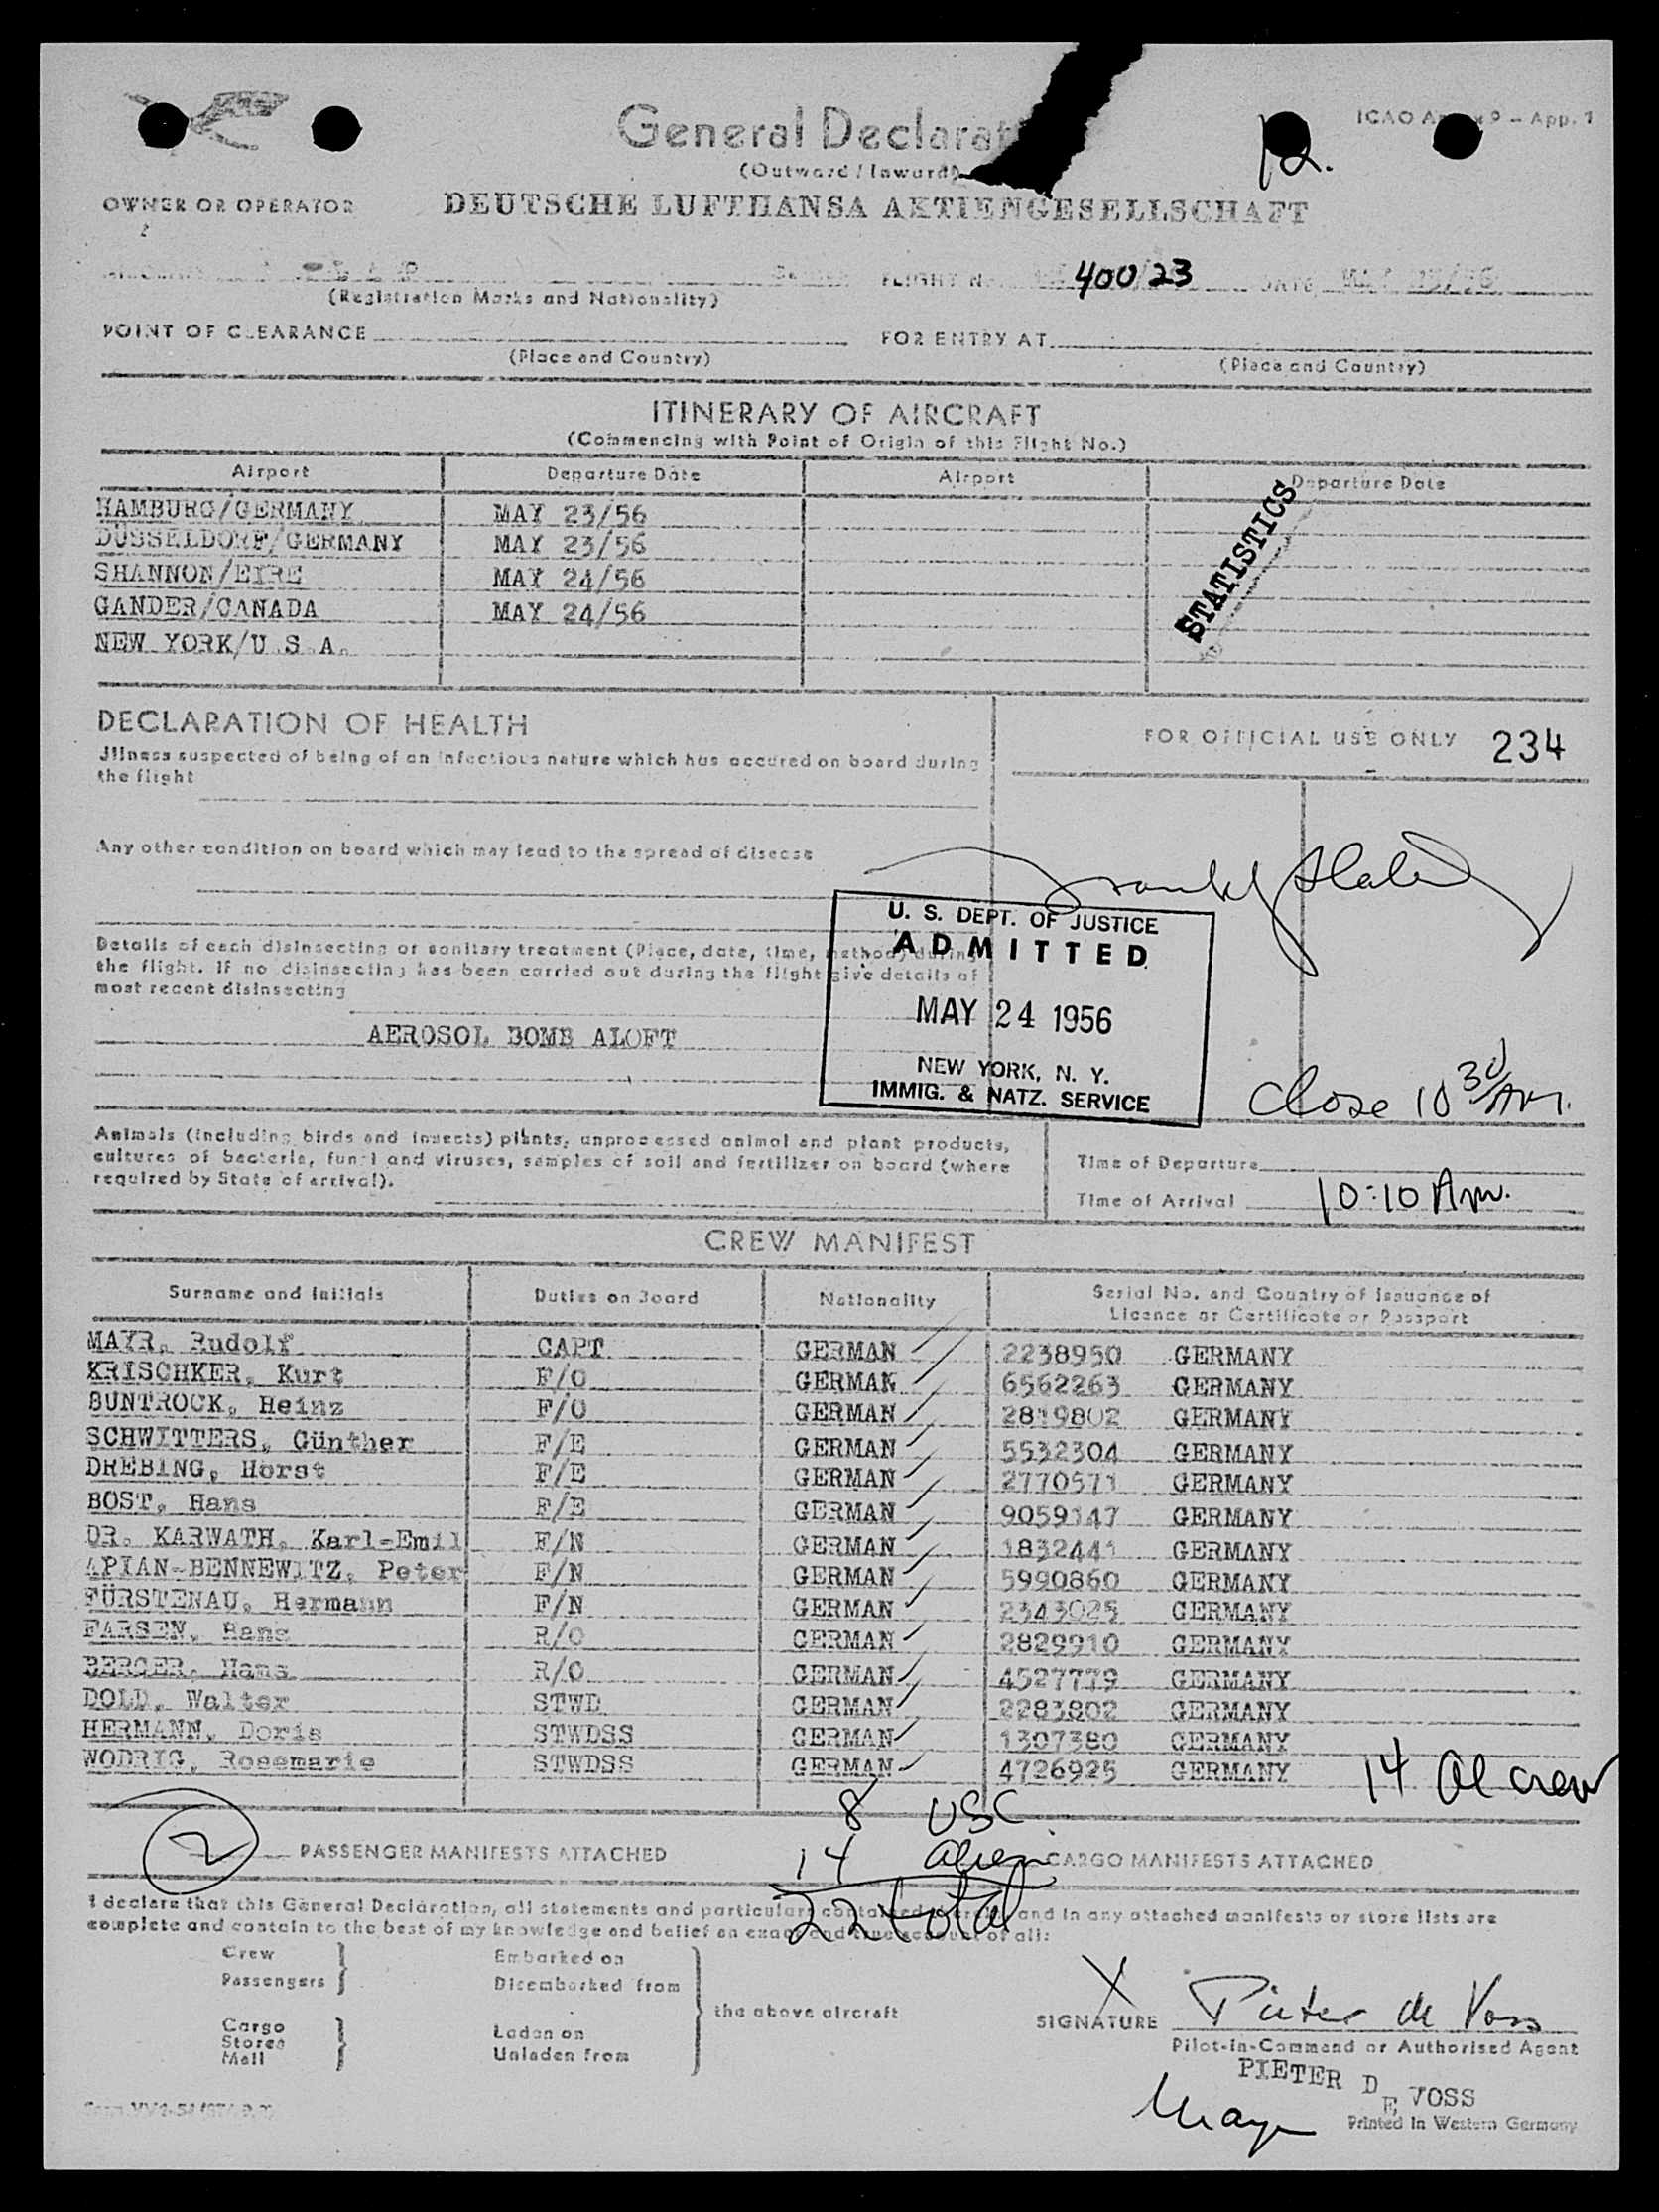 General Declarat
ICAO Annex 9 – App. 1
12.
(Outward / Inward)
OWNER OR OPERATOR DEUTSCHE LUFTHANSA AKTIENGESELLSCHAFT
FLIGHT N 400/23 DATE MAY 23/56
(Registration Marks and Nationality)
POINT OF CLEARANCE FOR ENTRY AT
(Place and Country) (Place and Country)
ITINERARY OF AIRCRAFT
(Commencing with Point of Origin of this Flight No.)
Airport Departure Date Airport Departure Date
HAMBURG/GERMANY MAY 23/56
DÜSSELDORF/GERMANY MAY 23/56
SHANNON/EIRE MAY 24/56
GANDER/CANADA MAY 24/56
NEW YORK/U.S.A.
STATISTICS
DECLARATION OF HEALTH
FOR OFFICIAL USE ONLY 234
Illness suspected of being of an infectious nature which has occured on board during
the flight
Any other condition on board which may lead to the spread of disease
Details of each disinsecting or sanitary treatment (Place, date, time, method) during
the flight. If no disinsecting has been carried out during the flight give details of
most recent disinsecting
AEROSOL BOMB ALOFT
U. S. DEPT. OF JUSTICE
ADMITTED
MAY 24 1956
NEW YORK, N. Y.
IMMIG. & NATZ. SERVICE
Close 10 30 AM.
Animals (including birds and insects) plants, unprocessed animal and plant products,
cultures of bacteria, fungi and viruses, samples of soil and fertilizer on board (where
required by State of arrival).
Time of Departure
Time of Arrival 10:10 Am.
CREW MANIFEST
Surname and Initials Duties on Board Nationality Serial No. and Country of Issuance of
Licence or Certificate or Passport
MAYR, Rudolf CAPT GERMAN 2238950 GERMANY
KRISCHKER, Kurt F/O GERMAN 6562263 GERMANY
BUNTROCK, Heinz F/O GERMAN 2819802 GERMANY
SCHWITTERS, Günther F/E GERMAN 5532304 GERMANY
DREBING, Horst F/E GERMAN 2770571 GERMANY
BOST, Hans F/E GERMAN 9059147 GERMANY
DR. KARWATH, Karl-Emil F/N GERMAN 1832441 GERMANY
APIAN-BENNEWITZ, Peter F/N GERMAN 5990860 GERMANY
FÜRSTENAU, Hermann F/N GERMAN 2343025 GERMANY
FARSEN, Hans R/O GERMAN 2829910 GERMANY
BERGER, Hans R/O GERMAN 4527779 GERMANY
DOLD, Walter STWD GERMAN 2283802 GERMANY
HERMANN, Doris STWDSS GERMAN 1307380 GERMANY
WODRIG, Rosemarie STWDSS GERMAN 4726925 GERMANY
14 al crew
8 USC
2 PASSENGER MANIFESTS ATTACHED
14 alien
CARGO MANIFESTS ATTACHED
22 total
I declare that this General Declaration, all statements and particulars contained herein and in any attached manifests or store lists are
complete and contain to the best of my knowledge and belief an exact and true account of all:
Crew Embarked on
Passengers Disembarked from
the above aircraft
Cargo
Stores Laden on
Mail Unladen from
X
SIGNATURE Pieter de Voss
Pilot-in-Command or Authorised Agent
PIETER DE VOSS
Printed in Western Germany